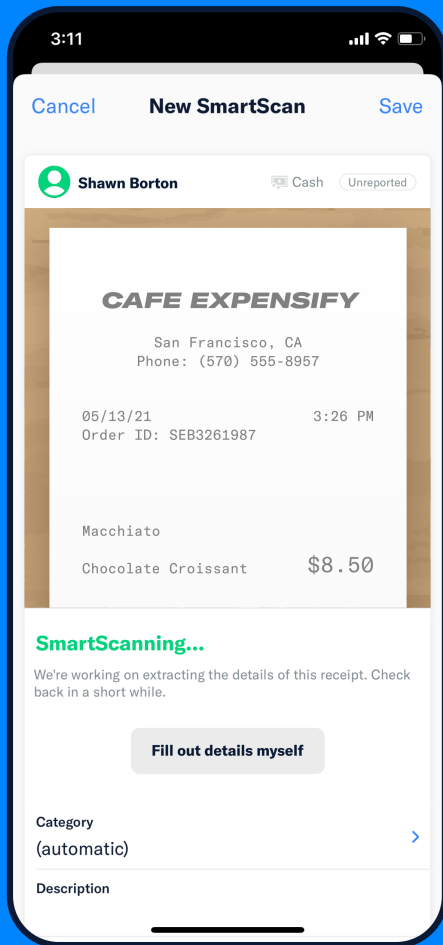 3:11
Cancel New SmartScan Save
Shawn Borton Cash Unreported
CAFE EXPENSIFY
San Francisco, CA
Phone: (570) 555-8957
05/13/21 3:26 PM
Order ID: SEB3261987
Macchiato
Chocolate Croissant $8.50
SmartScanning...
We're working on extracting the details of this receipt. Check
back in a short while.
Fill out details myself
Category
(automatic)
Description